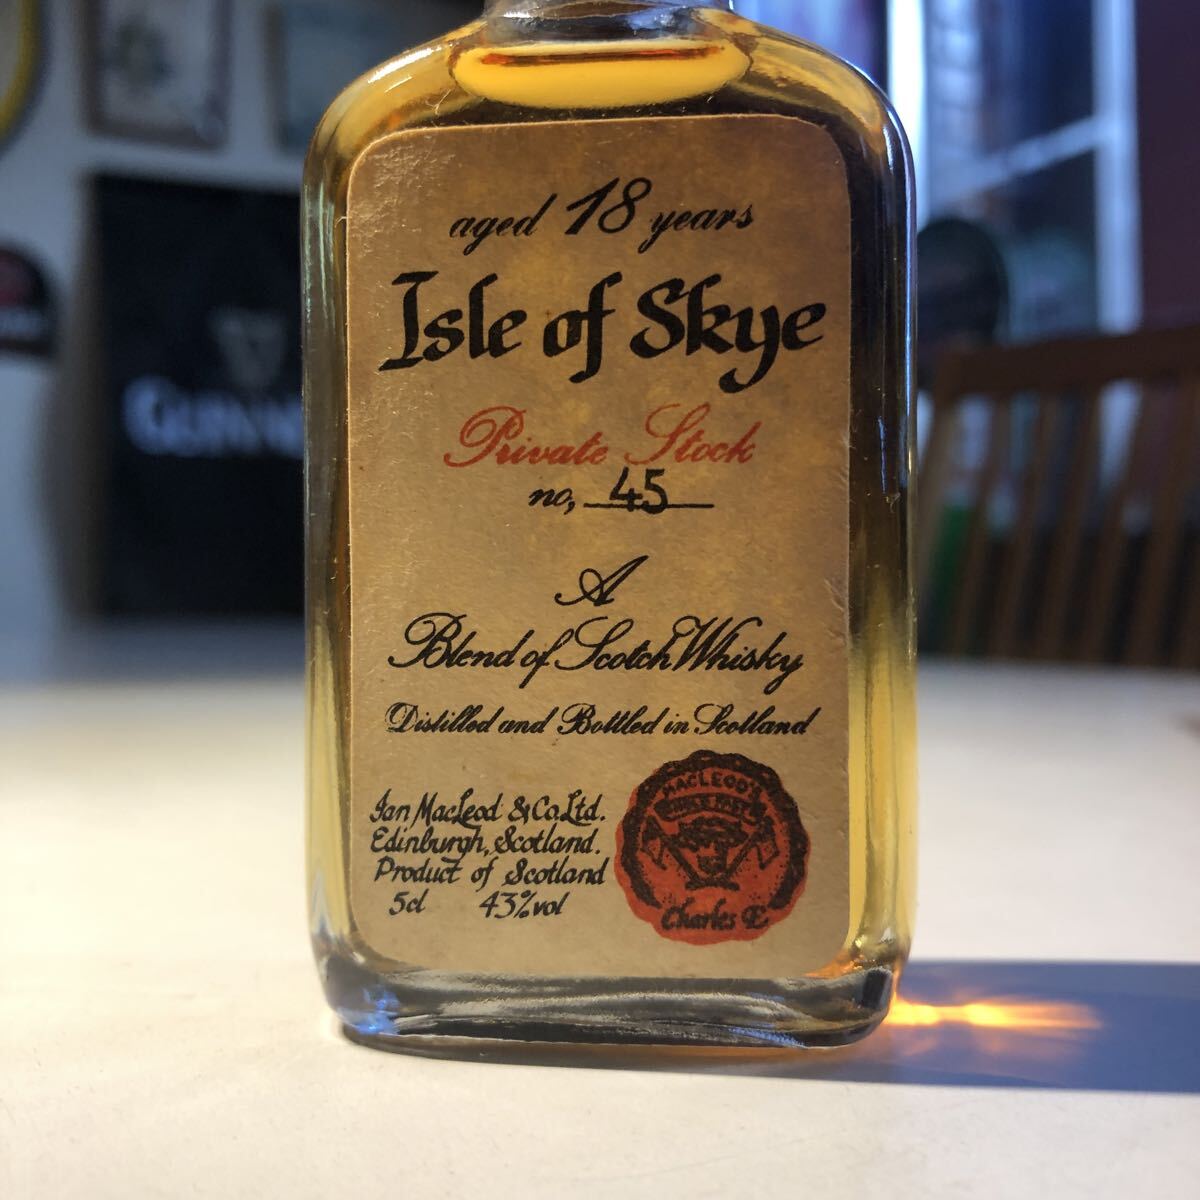 aged 18 years
Isle of Skye
Private Stock
no, 45
A
Blend of Scotch Whisky
Distilled and Bottled in Scotland
Ian MacLeod & Co. Ltd.
Edinburgh, Scotland.
Product of Scotland
5cl 43% vol
MACLEOD'S
Charles E